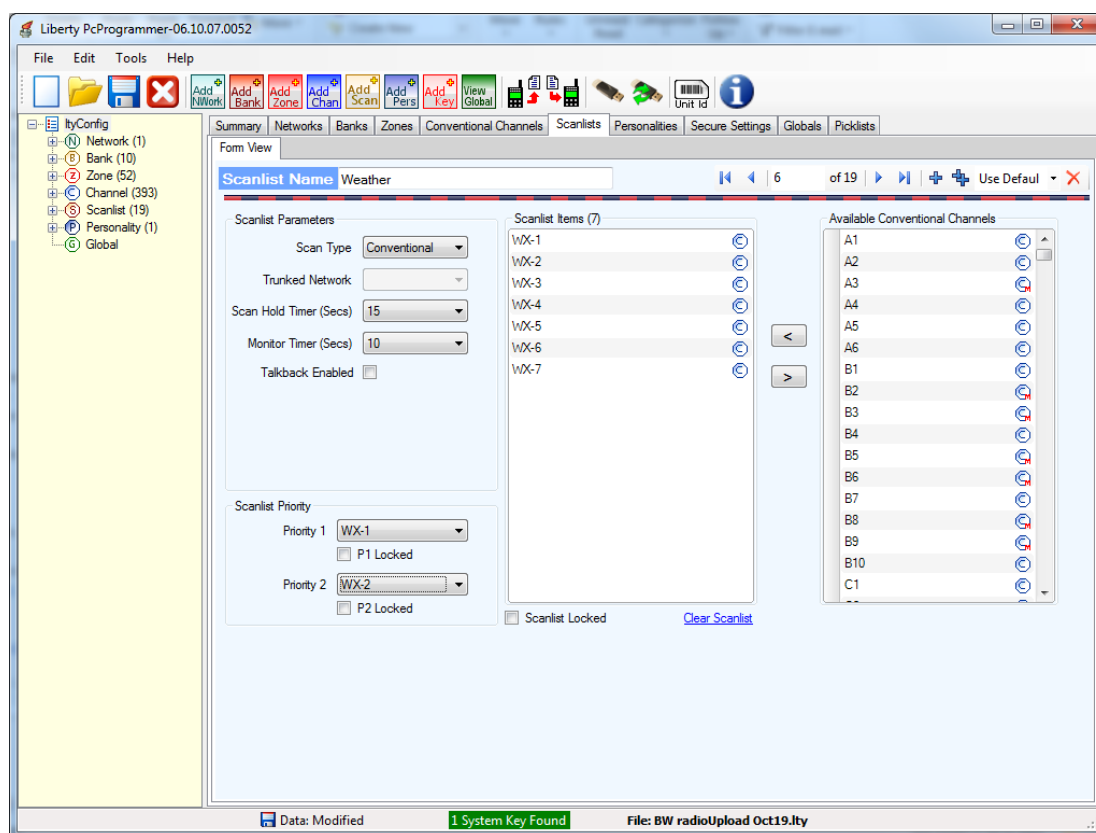 Liberty PcProgrammer-06.10.07.0052
File Edit Tools Help
Add NWork Add Bank Add Zone Add Chan Add Scan Add Pers Add Key View Global Unit Id
ltyConfig
N Network (1)
B Bank (10)
Z Zone (52)
C Channel (393)
S Scanlist (19)
P Personality (1)
G Global
Summary Networks Banks Zones Conventional Channels Scanlists Personalities Secure Settings Globals Picklists
Form View
Scanlist Name Weather 6 of 19 Use Defaul
Scanlist Parameters
Scan Type Conventional
Trunked Network
Scan Hold Timer (Secs) 15
Monitor Timer (Secs) 10
Talkback Enabled
Scanlist Priority
Priority 1 WX-1
P1 Locked
Priority 2 WX-2
P2 Locked
Scanlist Items (7)
WX-1
WX-2
WX-3
WX-4
WX-5
WX-6
WX-7
Scanlist Locked Clear Scanlist
<
>
Available Conventional Channels
A1
A2
A3
A4
A5
A6
B1
B2
B3
B4
B5
B6
B7
B8
B9
B10
C1
Data: Modified 1 System Key Found File: BW radioUpload Oct19.lty